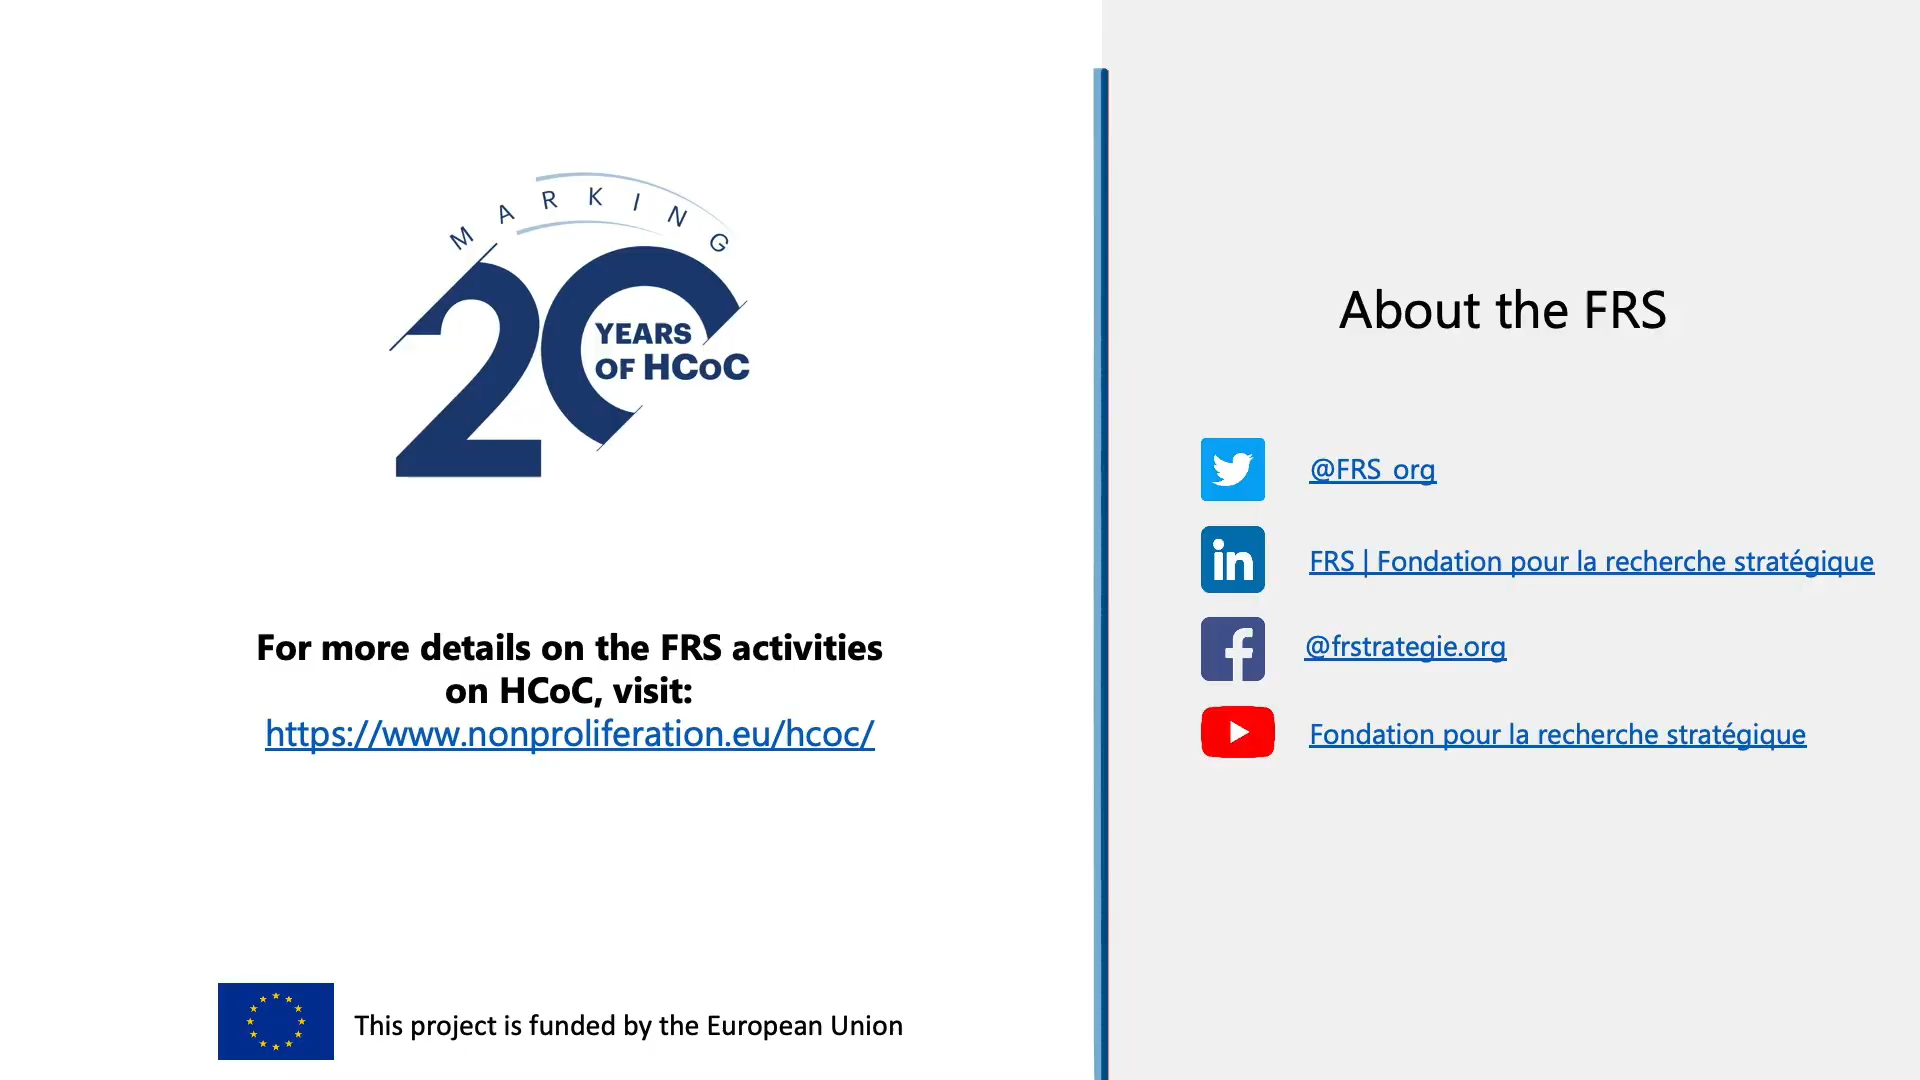 MARKING
20
YEARS
OF HCoC
For more details on the FRS activities
on HCoC, visit:
https://www.nonproliferation.eu/hcoc/
This project is funded by the European Union
About the FRS
@FRS_org
in
FRS | Fondation pour la recherche stratégique
f
@frstrategie.org
Fondation pour la recherche stratégique